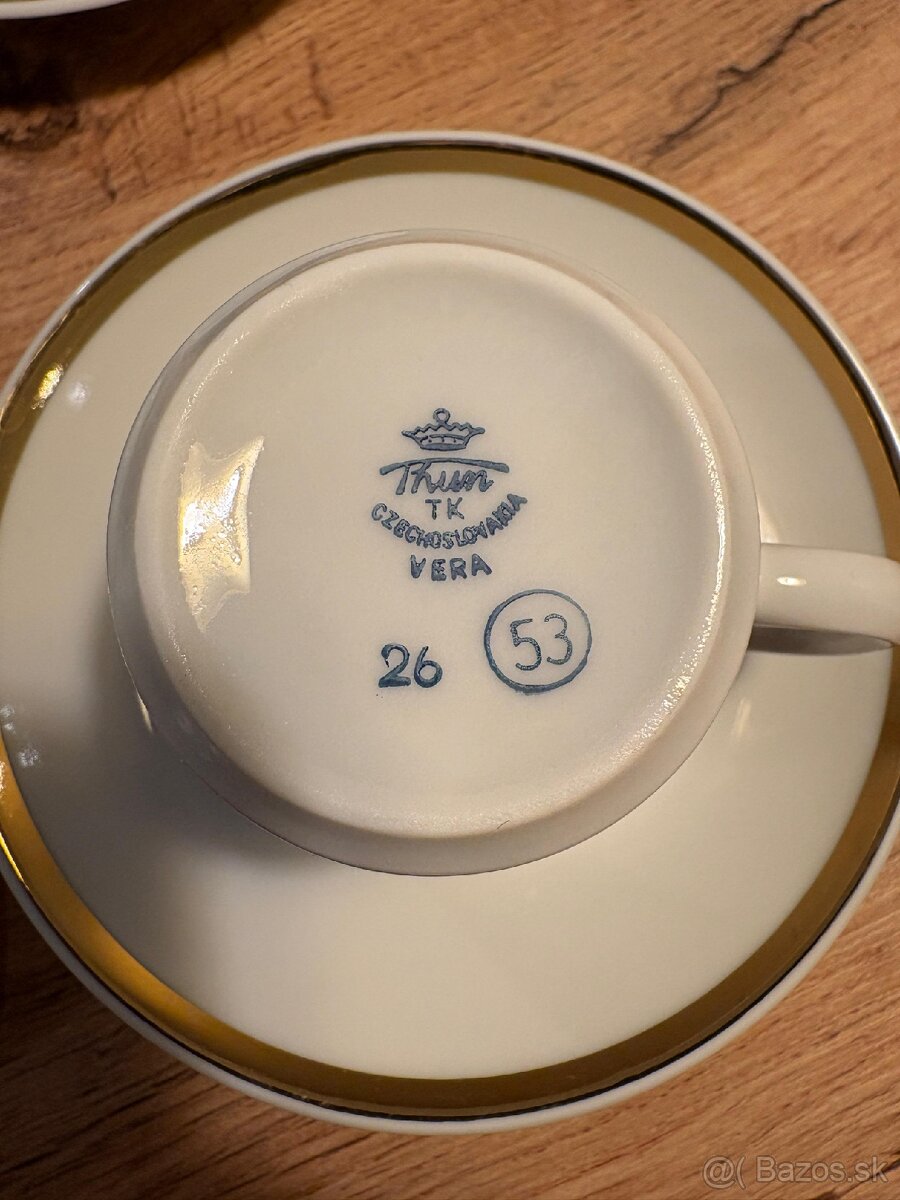 Thun
TK
CZECHOSLOVAKIA
VERA
26 53
@( Bazos.sk